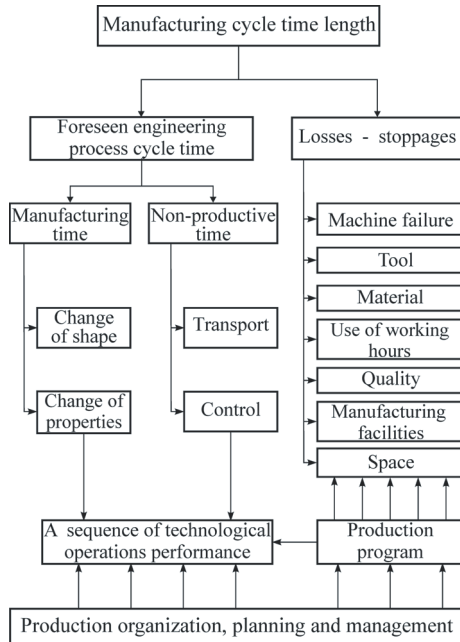 Manufacturing cycle time length
Foreseen engineering
process cycle time
Losses - stoppages
Manufacturing
time
Non-productive
time
Machine failure
Tool
Material
Use of working
hours
Quality
Manufacturing
facilities
Space
Change
of shape
Transport
Change of
properties
Control
A sequence of technological
operations performance
Production
program
Production organization, planning and management